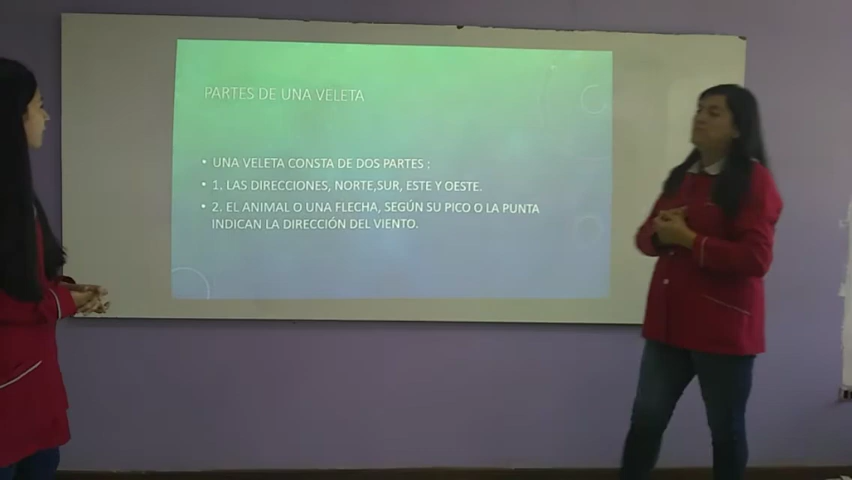 PARTES DE UNA VELETA
• UNA VELETA CONSTA DE DOS PARTES :
• 1. LAS DIRECCIONES, NORTE,SUR, ESTE Y OESTE.
• 2. EL ANIMAL O UNA FLECHA, SEGÚN SU PICO O LA PUNTA
INDICAN LA DIRECCIÓN DEL VIENTO.